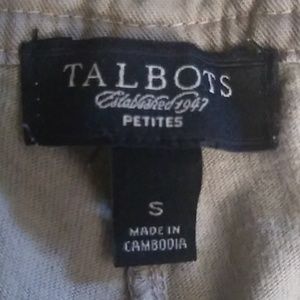 TALBOTS
Established 1947
PETITES
S
MADE IN
CAMBODIA